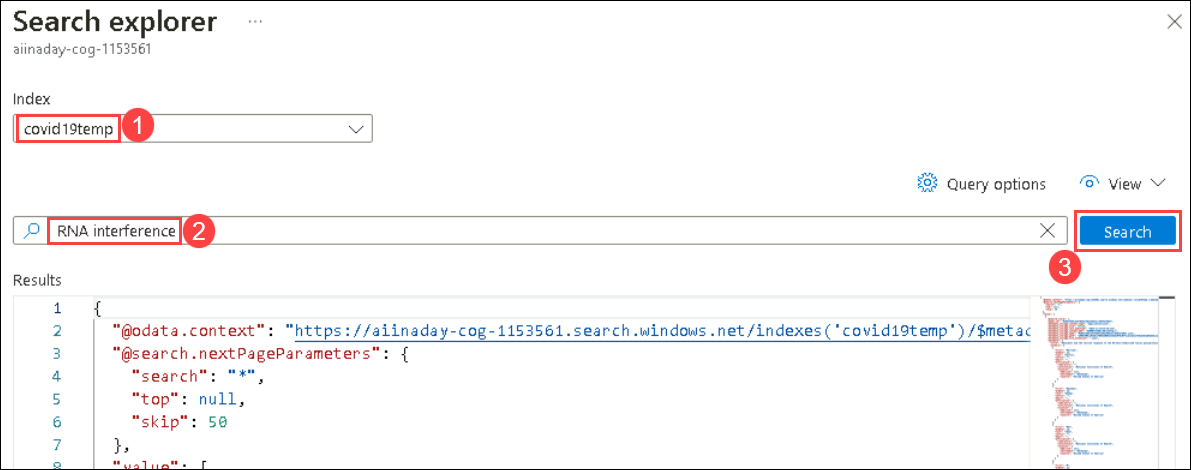 Search explorer ...
aiinaday-cog-1153561
Index
covid19temp 1
Query options View
RNA interference 2 Search
3
Results
1 {
2 "@odata.context": "https://aiinaday-cog-1153561.search.windows.net/indexes('covid19temp')/$metad
3 "@search.nextPageParameters": {
4 "search": "*",
5 "top": null,
6 "skip": 50
7 },
8 "value": [